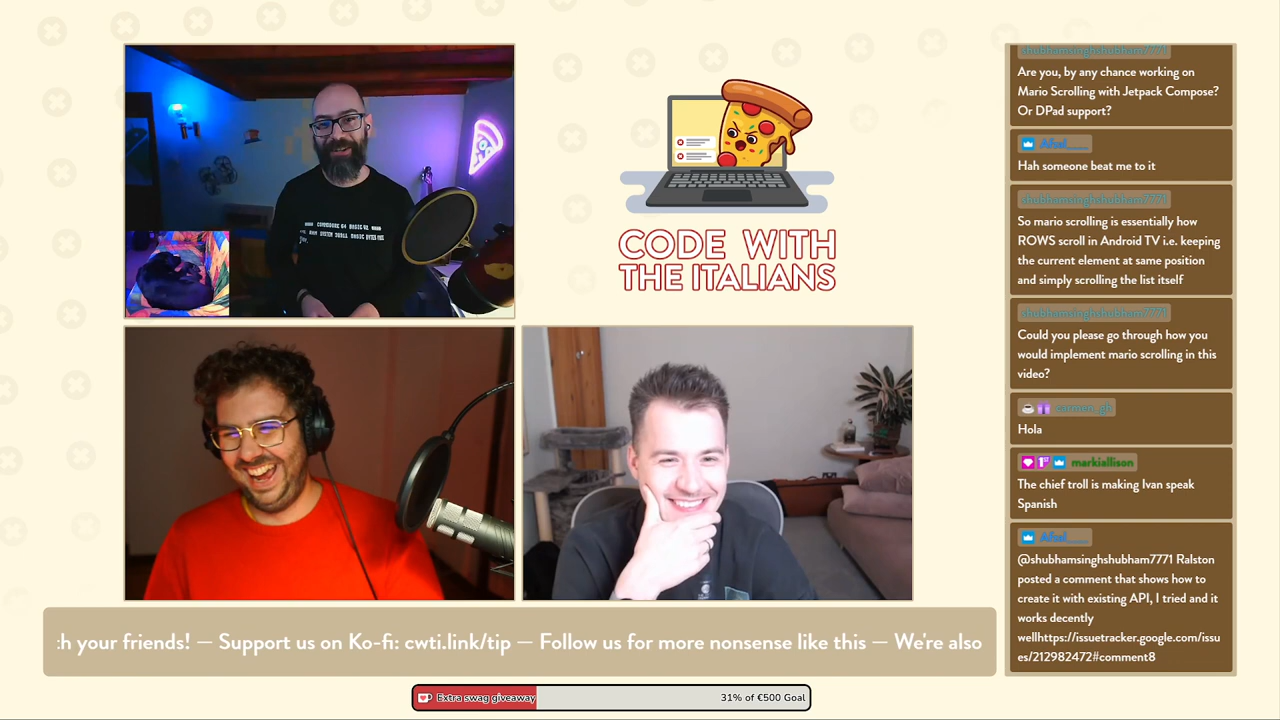 CODE WITH
THE ITALIANS
shubhamsinghshubham7771
Are you, by any chance working on
Mario Scrolling with Jetpack Compose?
Or DPad support?
Hah someone beat me to it
shubhamsinghshubham7771
So mario scrolling is essentially how
ROWS scroll in Android TV i.e. keeping
the current element at same position
and simply scrolling the list itself
shubhamsinghshubham7771
Could you please go through how you
would implement mario scrolling in this
video?
carmen_gh
Hola
markiallison
The chief troll is making Ivan speak
Spanish
@shubhamsinghshubham7771 Ralston
posted a comment that shows how to
create it with existing API, I tried and it
works decently
wellhttps://issuetracker.google.com/issu
es/212982472#comment8
h your friends! — Support us on Ko-fi: cwti.link/tip — Follow us for more nonsense like this — We're also
Extra swag giveaway 31% of €500 Goal